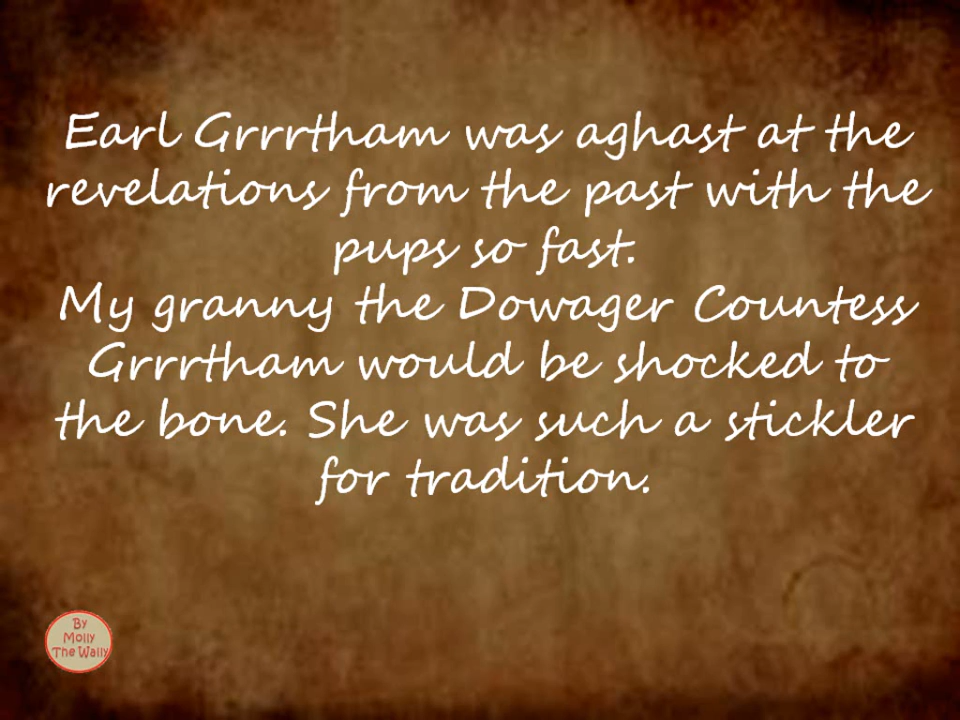 Earl Grrrtham was aghast at the
revelations from the past with the
pups so fast.
My granny the Dowager Countess
Grrrtham would be shocked to
the bone. She was such a stickler
for tradition.
By
Molly
The Wally